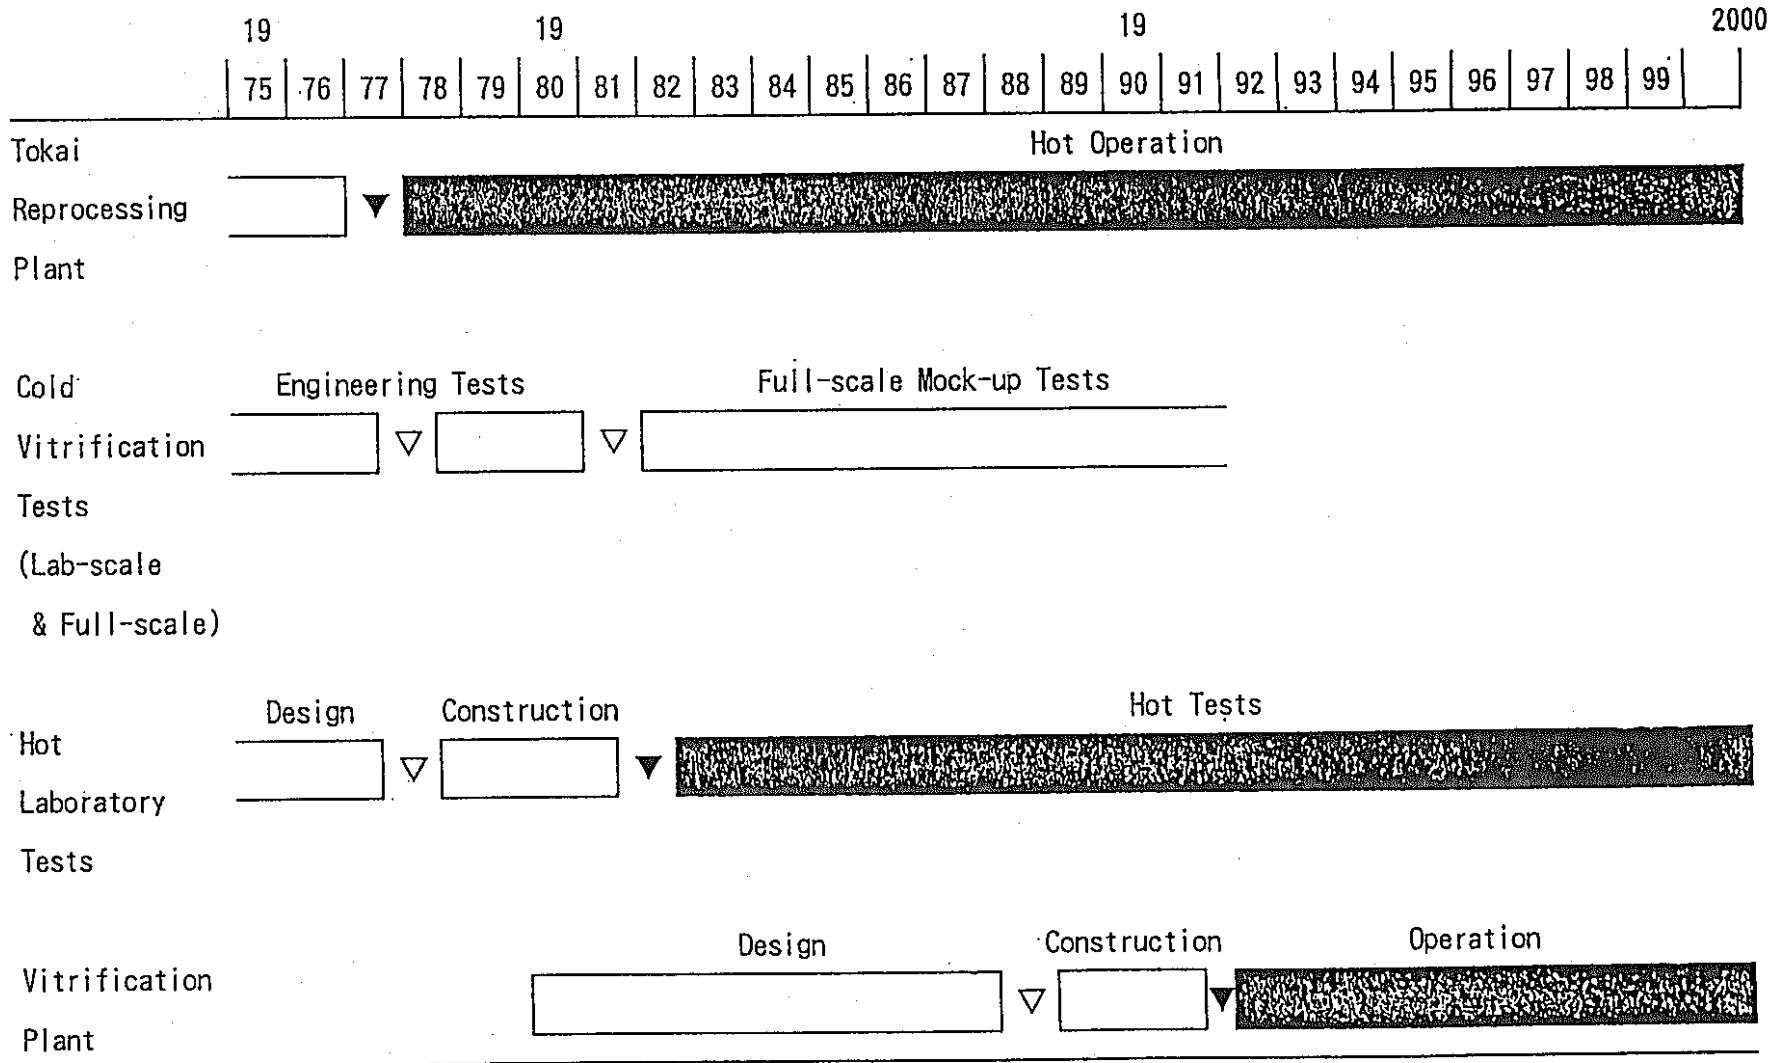 19 19 19 2000
75 76 77 78 79 80 81 82 83 84 85 86 87 88 89 90 91 92 93 94 95 96 97 98 99
Tokai
Reprocessing
Plant
Hot Operation
Cold
Vitrification
Tests
(Lab-scale
& Full-scale)
Engineering Tests
Full-scale Mock-up Tests
Hot
Laboratory
Tests
Design
Construction
Hot Tests
Vitrification
Plant
Design
Construction
Operation